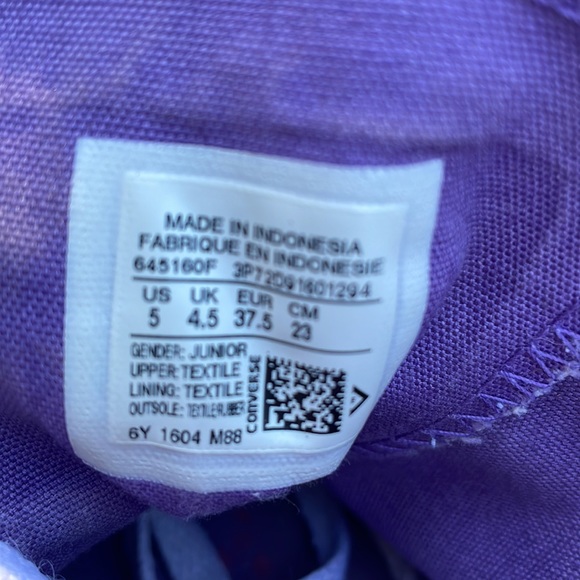 MADE IN INDONESIA
FABRIQUE EN INDONESIE
645160F 3P72D91601294
US UK EUR CM
5 4.5 37.5 23
GENDER: JUNIOR
UPPER: TEXTILE
LINING: TEXTILE
OUTSOLE: TEXTILE/RUBBER
CONVERSE
6Y 1604 M88